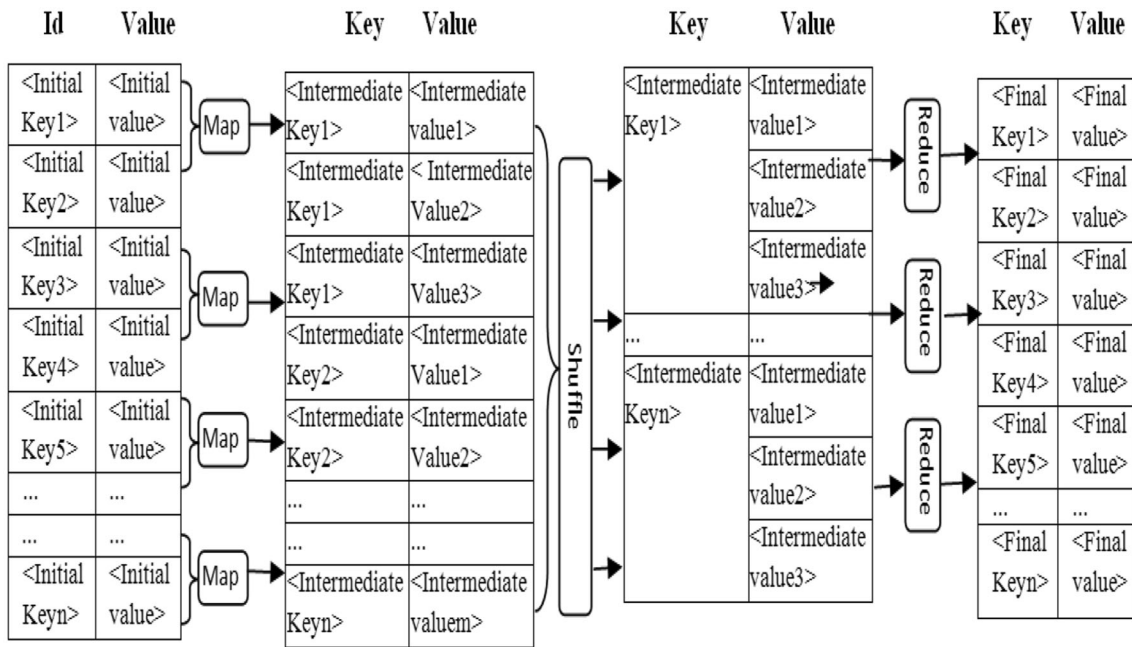 Id Value
<Initial Key1> <Initial value>
<Initial Key2> <Initial value>
<Initial Key3> <Initial value>
<Initial Key4> <Initial value>
<Initial Key5> <Initial value>
... ...
... ...
<Initial Keyn> <Initial value>
Map
Map
Map
Map
Key Value
<Intermediate Key1> <Intermediate value1>
<Intermediate Key1> < Intermediate Value2>
<Intermediate Key1> <Intermediate Value3>
<Intermediate Key2> <Intermediate Value1>
<Intermediate Key2> <Intermediate Value2>
... ...
... ...
<Intermediate Keyn> <Intermediate valuem>
Shuffle
Key Value
<Intermediate Key1> <Intermediate value1>
<Intermediate value2>
<Intermediate value3>
... ...
<Intermediate Keyn> <Intermediate value1>
<Intermediate value2>
<Intermediate value3>
Reduce
Reduce
Reduce
Key Value
<Final Key1> <Final value>
<Final Key2> <Final value>
<Final Key3> <Final value>
<Final Key4> <Final value>
<Final Key5> <Final value>
... ...
<Final Keyn> <Final value>